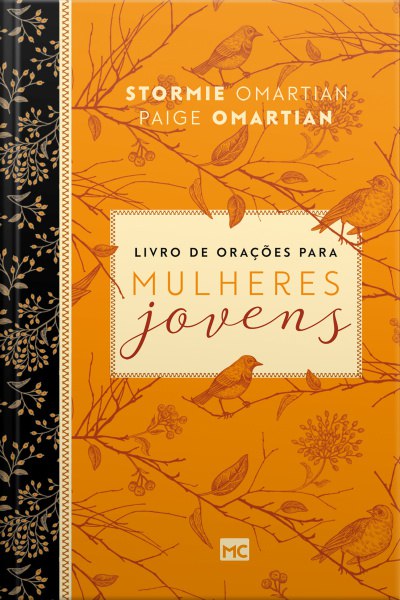 STORMIE OMARTIAN
PAIGE OMARTIAN
LIVRO DE ORAÇÕES PARA
MULHERES
jovens
MC